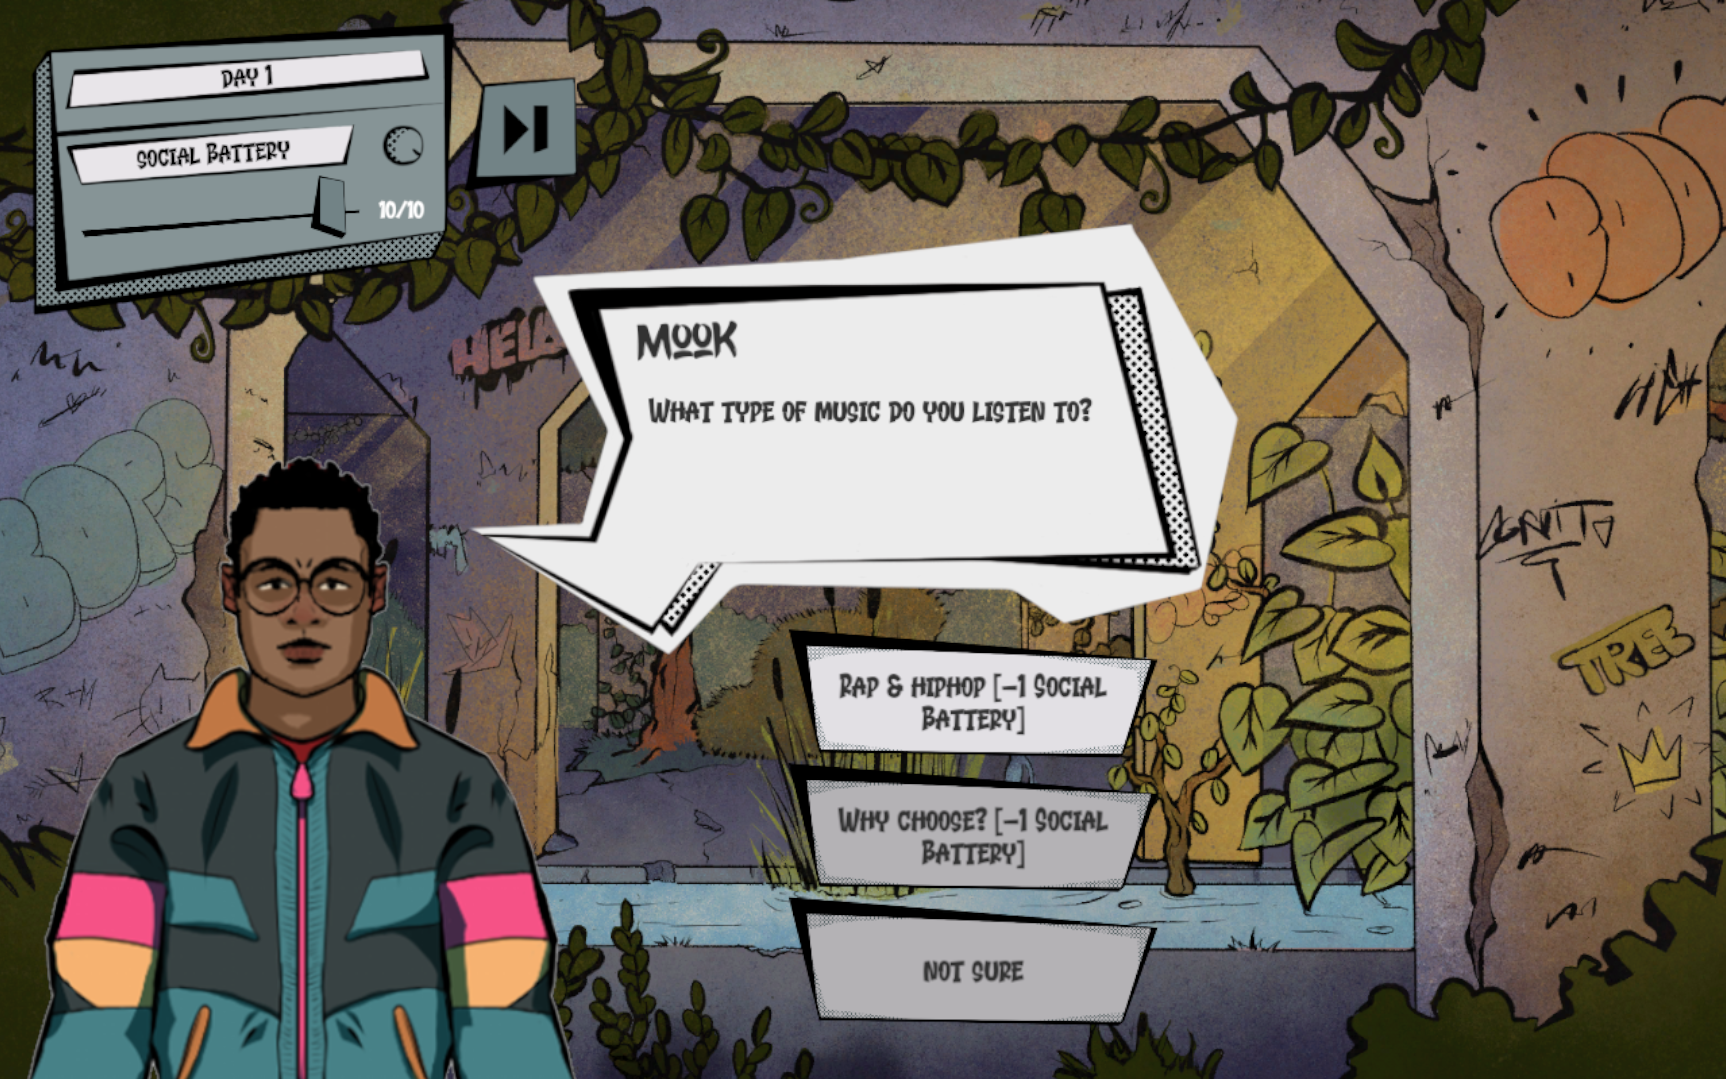 DAY 1
SOCIAL BATTERY
10/10
MOOK
WHAT TYPE OF MUSIC DO YOU LISTEN TO?
RAP & HIPHOP [-1 SOCIAL
BATTERY]
WHY CHOOSE? [-1 SOCIAL
BATTERY]
NOT SURE
TREE
R+H